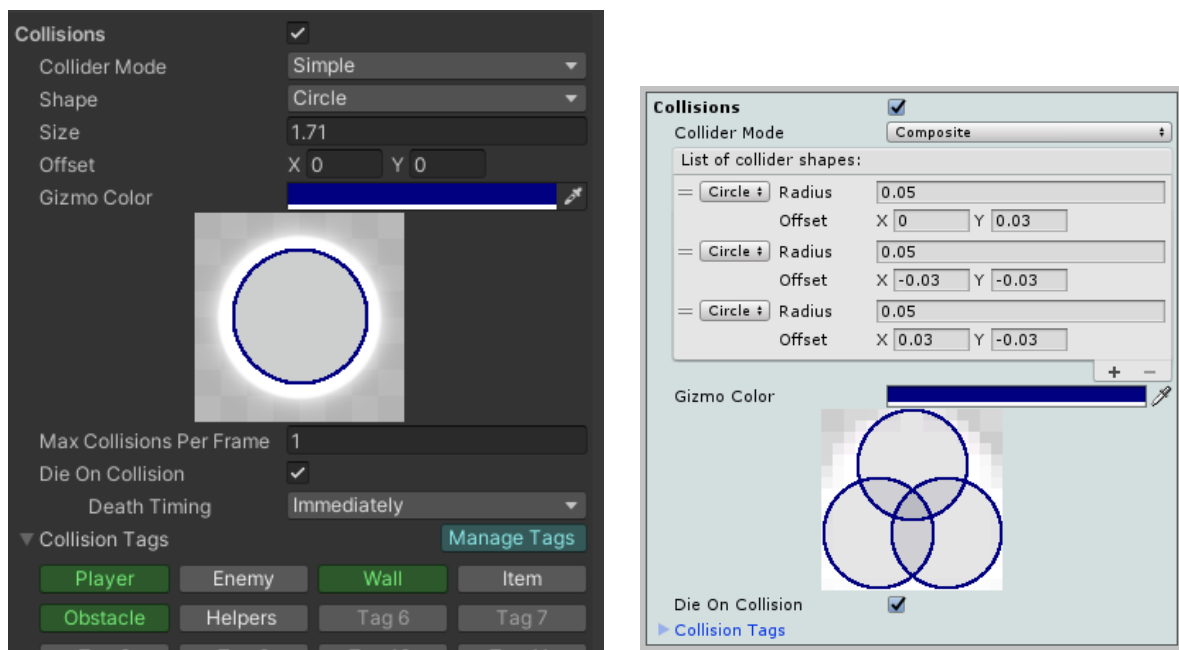 Collisions
Collider Mode Simple
Shape Circle
Size 1.71
Offset X 0 Y 0
Gizmo Color
Max Collisions Per Frame 1
Die On Collision
Death Timing Immediately
Collision Tags Manage Tags
Player Enemy Wall Item
Obstacle Helpers Tag 6 Tag 7
Collisions
Collider Mode Composite
List of collider shapes:
Circle Radius 0.05
Offset X 0 Y 0.03
Circle Radius 0.05
Offset X -0.03 Y -0.03
Circle Radius 0.05
Offset X 0.03 Y -0.03
+ -
Gizmo Color
Die On Collision
Collision Tags